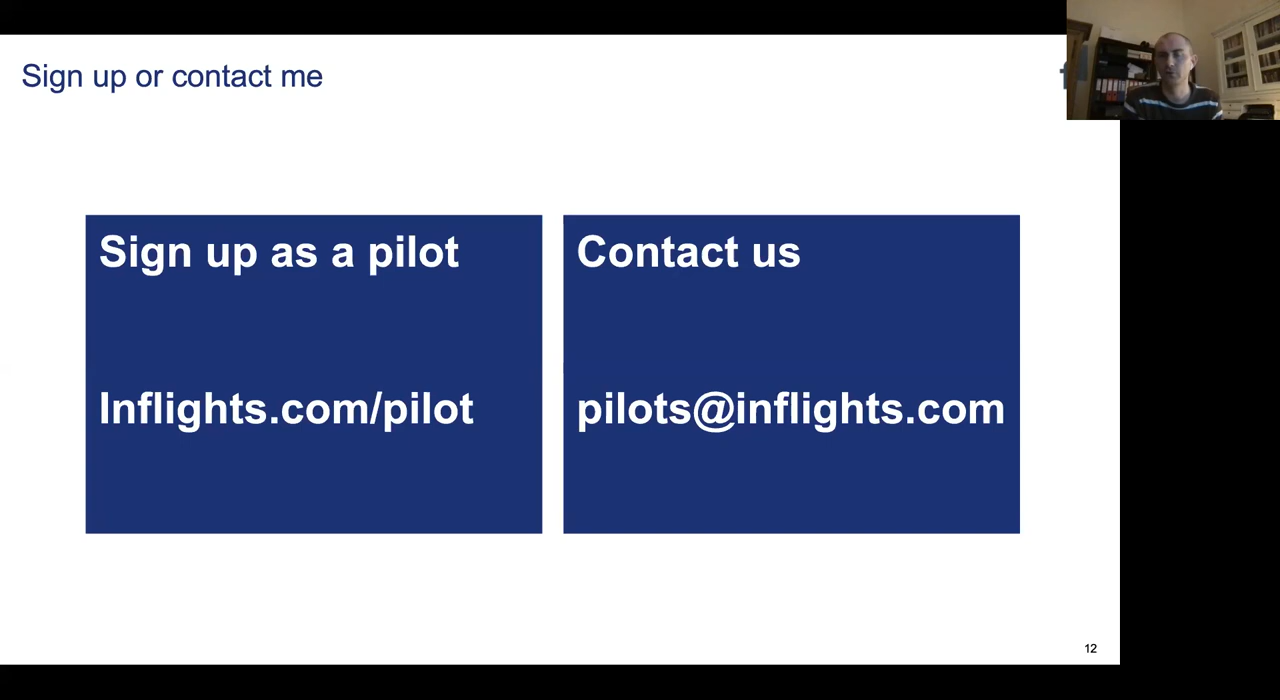 Sign up or contact me
Sign up as a pilot
Inflights.com/pilot
Contact us
pilots@inflights.com
12